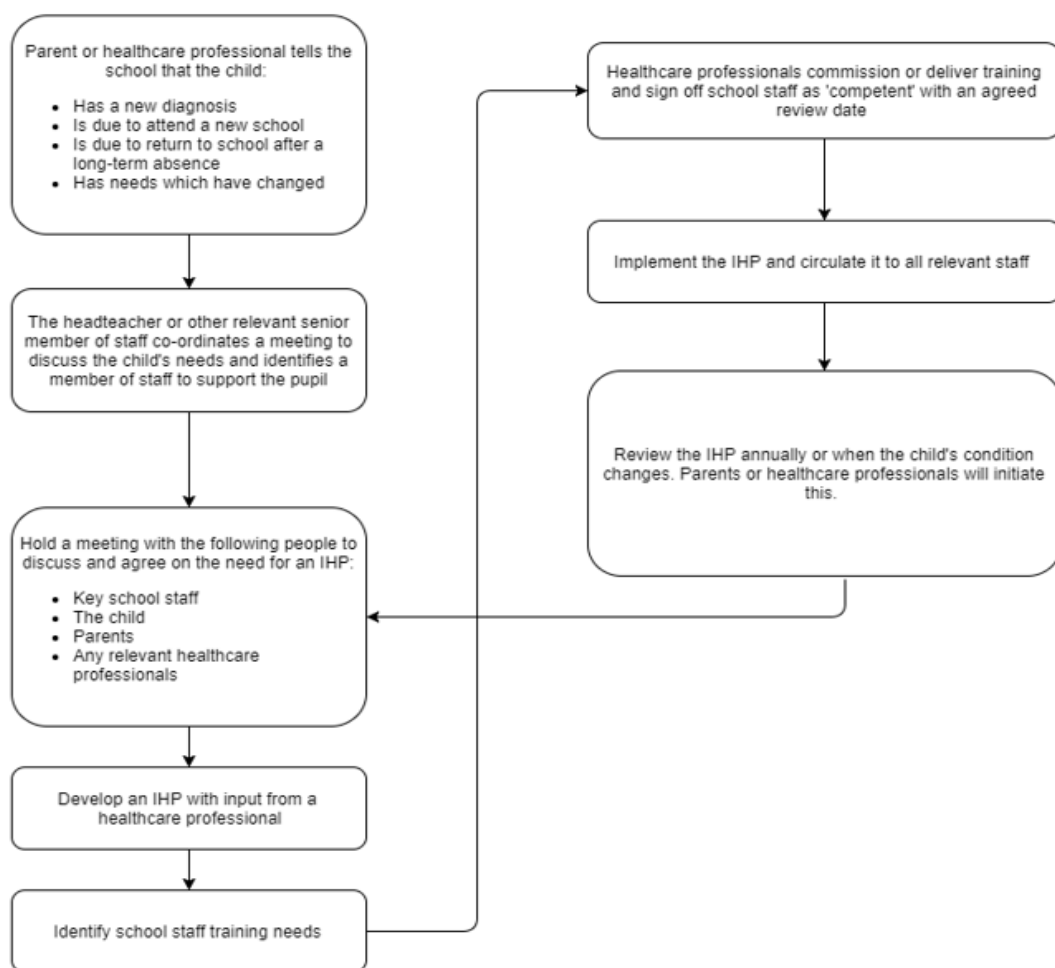 Parent or healthcare professional tells the
school that the child:
• Has a new diagnosis
• Is due to attend a new school
• Is due to return to school after a
long-term absence
• Has needs which have changed
The headteacher or other relevant senior
member of staff co-ordinates a meeting to
discuss the child's needs and identifies a
member of staff to support the pupil
Hold a meeting with the following people to
discuss and agree on the need for an IHP:
• Key school staff
• The child
• Parents
• Any relevant healthcare
professionals
Develop an IHP with input from a
healthcare professional
Identify school staff training needs
Healthcare professionals commission or deliver training
and sign off school staff as 'competent' with an agreed
review date
Implement the IHP and circulate it to all relevant staff
Review the IHP annually or when the child's condition
changes. Parents or healthcare professionals will initiate
this.